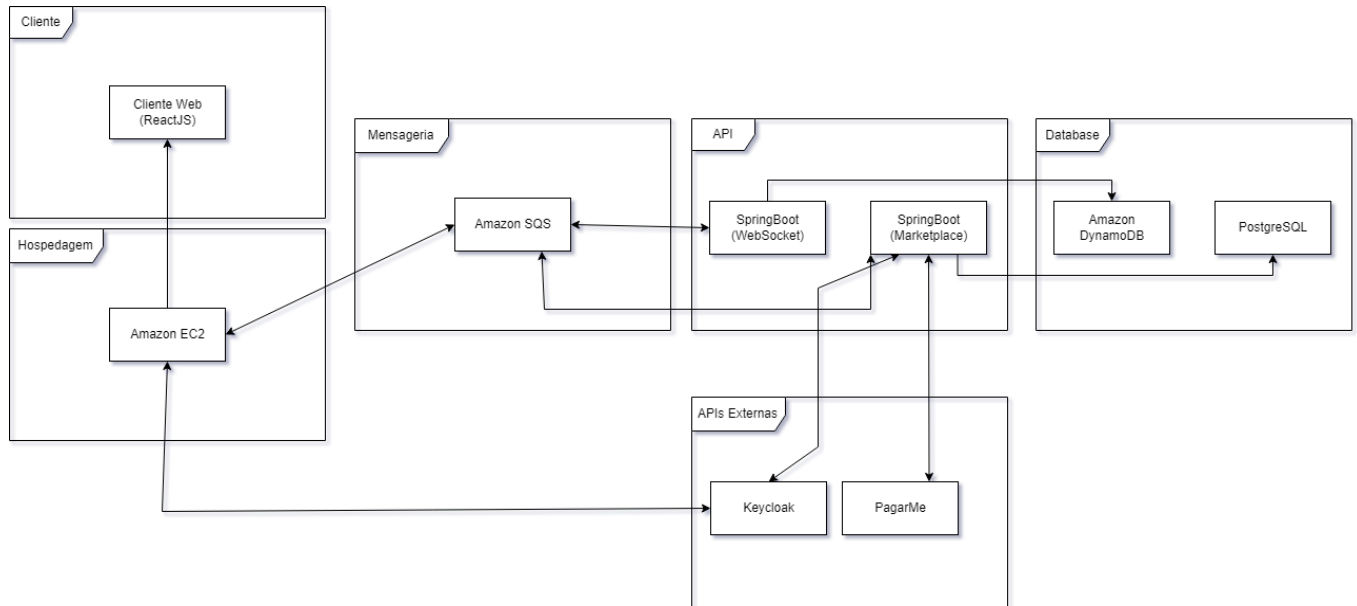 Cliente
Cliente Web
(ReactJS)
Hospedagem
Amazon EC2
Mensageria
Amazon SQS
API
SpringBoot
(WebSocket)
SpringBoot
(Marketplace)
Database
Amazon
DynamoDB
PostgreSQL
APIs Externas
Keycloak
PagarMe